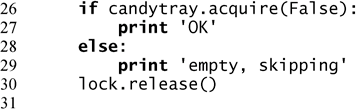 26 if candytray.acquire(False):
27 print 'OK'
28 else:
29 print 'empty, skipping'
30 lock.release()
31